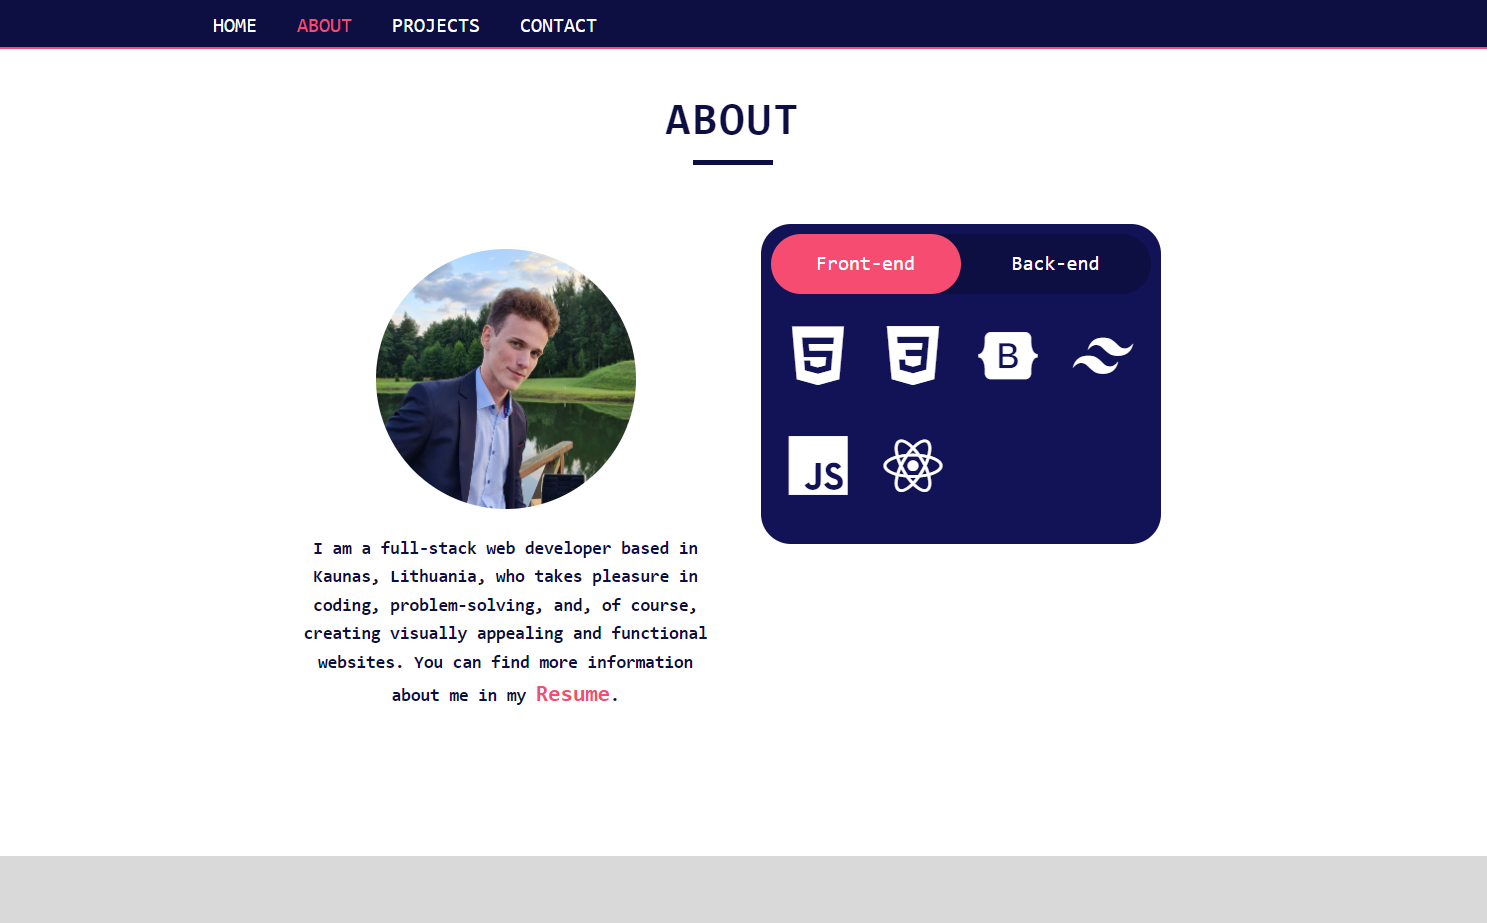 HOME ABOUT PROJECTS CONTACT
ABOUT
Front-end Back-end
5 3 B
JS
I am a full-stack web developer based in
Kaunas, Lithuania, who takes pleasure in
coding, problem-solving, and, of course,
creating visually appealing and functional
websites. You can find more information
about me in my Resume.